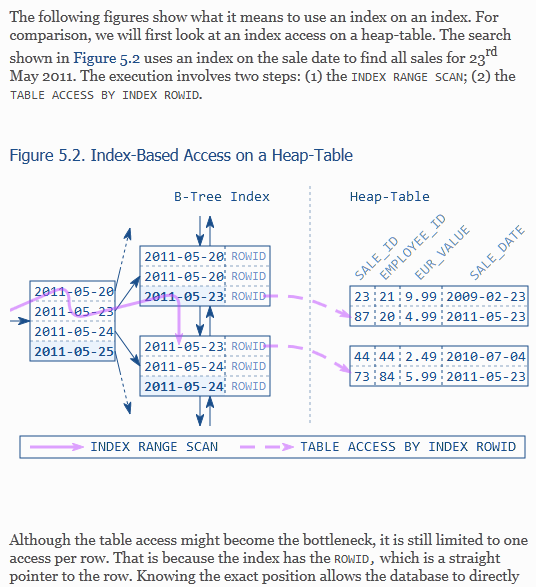 The following figures show what it means to use an index on an index. For
comparison, we will first look at an index access on a heap-table. The search
shown in Figure 5.2 uses an index on the sale date to find all sales for 23rd
May 2011. The execution involves two steps: (1) the INDEX RANGE SCAN; (2) the
TABLE ACCESS BY INDEX ROWID.
Figure 5.2. Index-Based Access on a Heap-Table
B-Tree Index
Heap-Table
2011-05-20
2011-05-23
2011-05-24
2011-05-25
2011-05-20 ROWID
2011-05-20 ROWID
2011-05-23 ROWID
2011-05-23 ROWID
2011-05-24 ROWID
2011-05-24 ROWID
SALE_ID
EMPLOYEE_ID
EUR_VALUE
SALE_DATE
23 21 9.99 2009-02-23
87 20 4.99 2011-05-23
44 44 2.49 2010-07-04
73 84 5.99 2011-05-23
INDEX RANGE SCAN
TABLE ACCESS BY INDEX ROWID
Although the table access might become the bottleneck, it is still limited to one
access per row. That is because the index has the ROWID, which is a straight
pointer to the row. Knowing the exact position allows the database to directly